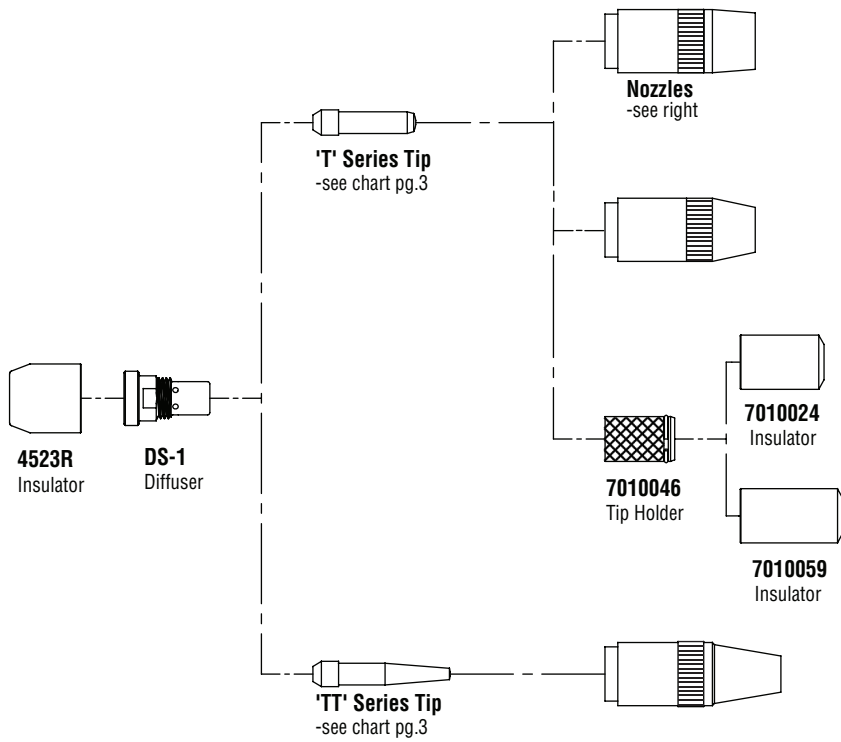 Nozzles
-see right
'T' Series Tip
-see chart pg.3
4523R
Insulator
DS-1
Diffuser
7010024
Insulator
7010046
Tip Holder
7010059
Insulator
'TT' Series Tip
-see chart pg.3